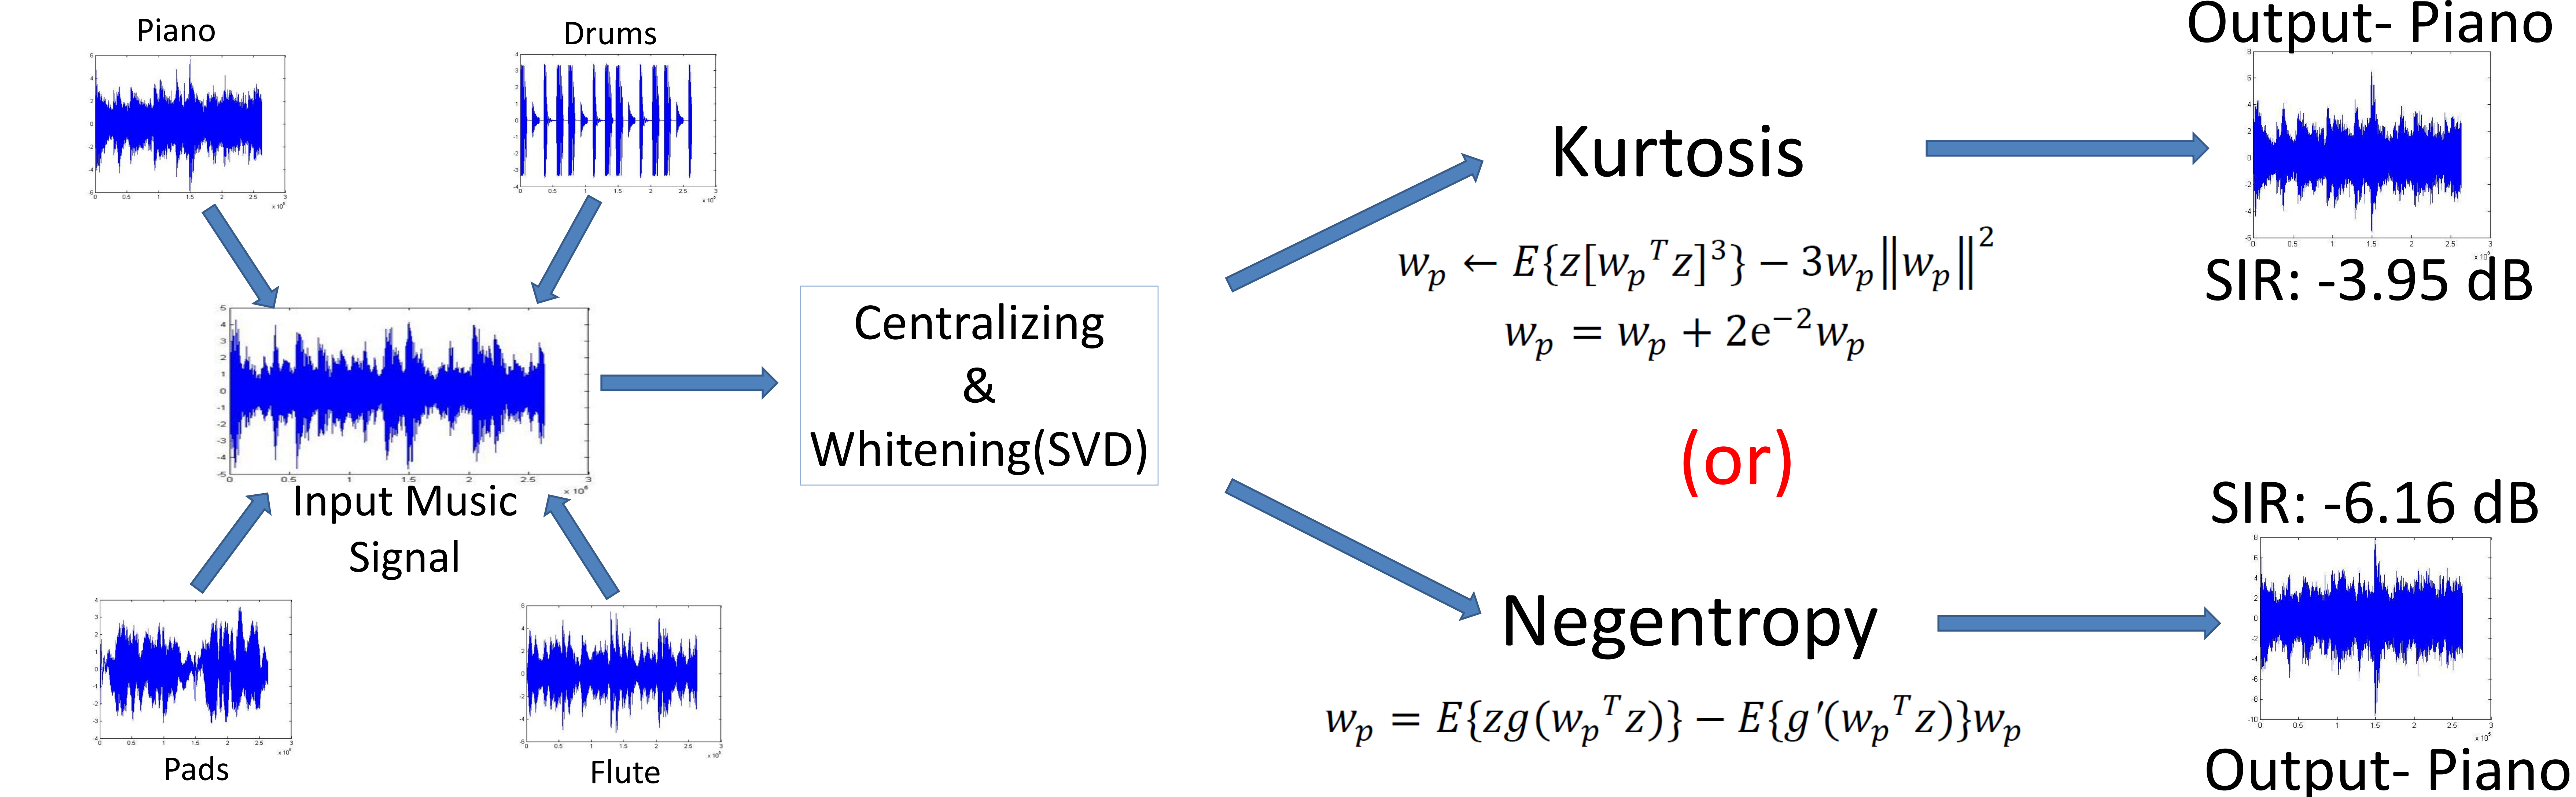 Piano
Drums
Output- Piano
Kurtosis
SIR: -3.95 dB
w_p ← E{z[w_p^T z]^3} − 3w_p‖w_p‖^2
w_p = w_p + 2e^−2 w_p
Centralizing
&
Whitening(SVD)
(or)
Input Music
Signal
SIR: -6.16 dB
Negentropy
w_p = E{zg(w_p^T z)} − E{g′(w_p^T z)}w_p
Pads
Flute
Output- Piano